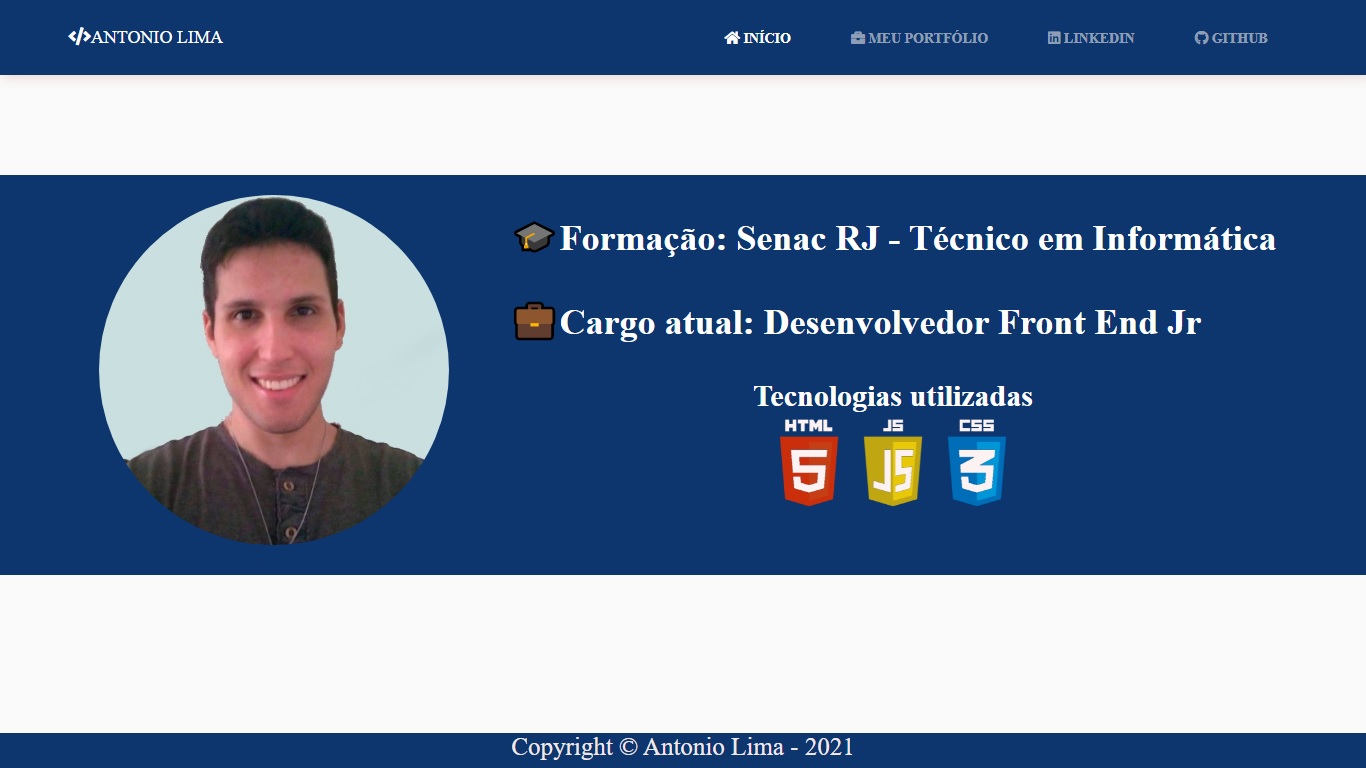 ANTONIO LIMA
INÍCIO
MEU PORTFÓLIO
LINKEDIN
GITHUB
Formação: Senac RJ - Técnico em Informática
Cargo atual: Desenvolvedor Front End Jr
Tecnologias utilizadas
HTML JS CSS
5 JS 3
Copyright © Antonio Lima - 2021